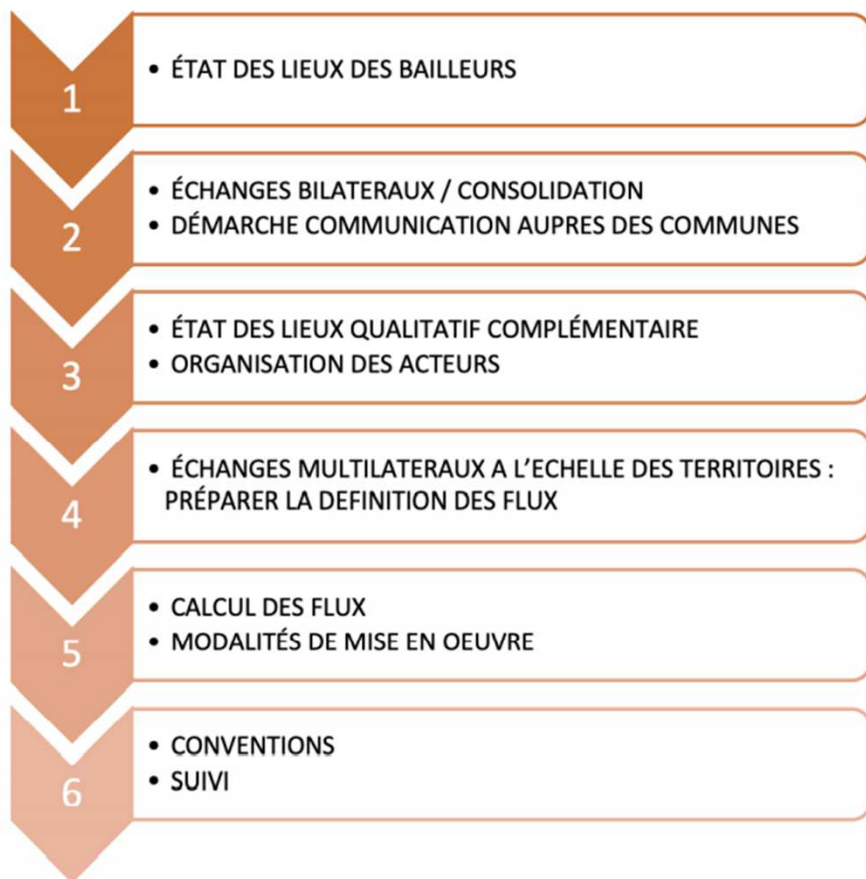 1
• ÉTAT DES LIEUX DES BAILLEURS
2
• ÉCHANGES BILATERAUX / CONSOLIDATION
• DÉMARCHE COMMUNICATION AUPRES DES COMMUNES
3
• ÉTAT DES LIEUX QUALITATIF COMPLÉMENTAIRE
• ORGANISATION DES ACTEURS
4
• ÉCHANGES MULTILATERAUX A L’ECHELLE DES TERRITOIRES :
PRÉPARER LA DEFINITION DES FLUX
5
• CALCUL DES FLUX
• MODALITÉS DE MISE EN OEUVRE
6
• CONVENTIONS
• SUIVI